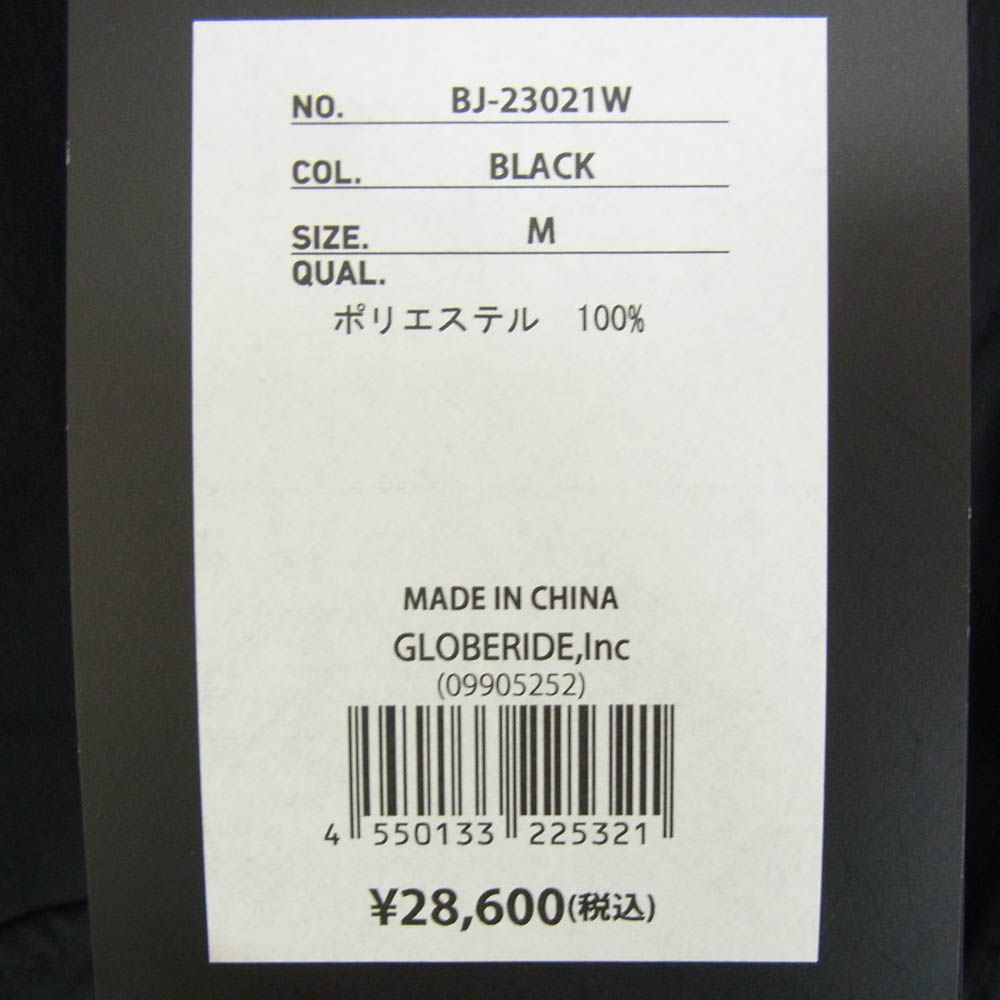 NO. BJ-23021W
COL. BLACK
SIZE. M
QUAL.
ポリエステル 100%
MADE IN CHINA
GLOBERIDE,Inc
(09905252)
4 550133 225321
¥28,600(税込)